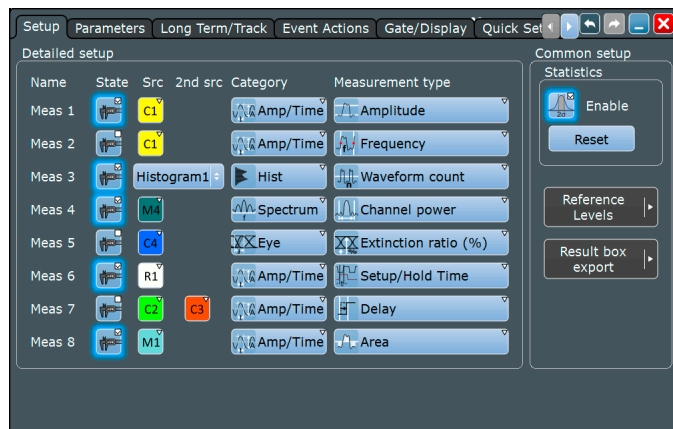 Setup Parameters Long Term/Track Event Actions Gate/Display Quick Set
Detailed setup
Name State Src 2nd src Category Measurement type
Meas 1 C1 Amp/Time Amplitude
Meas 2 C1 Amp/Time Frequency
Meas 3 Histogram1 Hist Waveform count
Meas 4 M4 Spectrum Channel power
Meas 5 C4 Eye Extinction ratio (%)
Meas 6 R1 Amp/Time Setup/Hold Time
Meas 7 C2 C3 Amp/Time Delay
Meas 8 M1 Amp/Time Area
Common setup
Statistics
2σ Enable
Reset
Reference
Levels
Result box
export